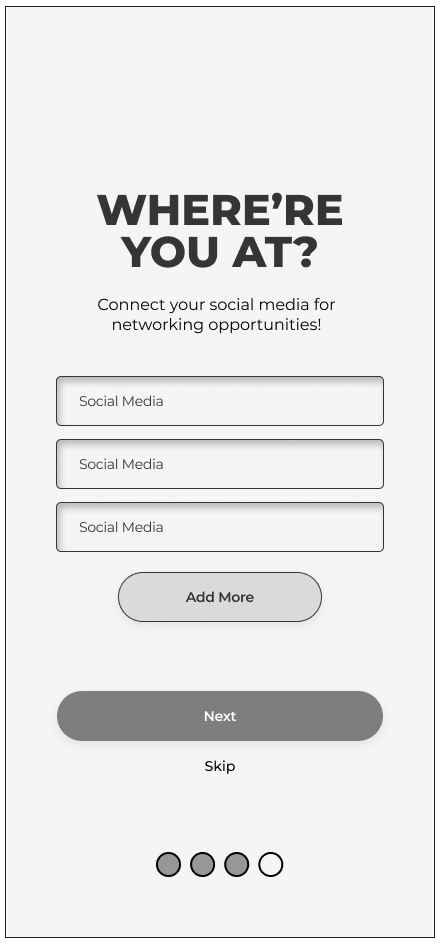 WHERE’RE
YOU AT?
Connect your social media for
networking opportunities!
Social Media
Social Media
Social Media
Add More
Next
Skip